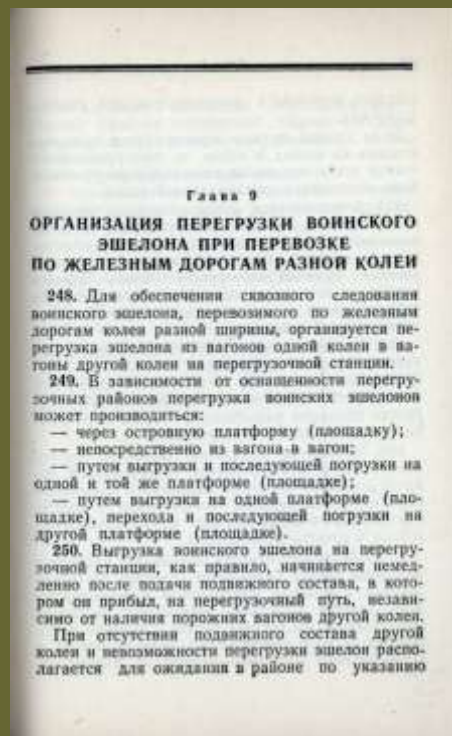 Глава 9
ОРГАНИЗАЦИЯ ПЕРЕГРУЗКИ ВОИНСКОГО
ЭШЕЛОНА ПРИ ПЕРЕВОЗКЕ
ПО ЖЕЛЕЗНЫМ ДОРОГАМ РАЗНОЙ КОЛЕИ
248. Для обеспечения сквозного следования
воинского эшелона, перевозимого по железным
дорогам колеи разной ширины, организуется пе-
регрузка эшелона из вагонов одной колеи в ва-
гоны другой колеи на перегрузочной станции.
249. В зависимости от оснащенности перегру-
зочных районов перегрузка воинских эшелонов
может производиться:
— через островную платформу (площадку);
— непосредственно из вагона в вагон;
— путем выгрузки и последующей погрузки на
одной и той же платформе (площадке);
— путем выгрузки на одной платформе (пло-
щадке), перехода и последующей погрузки на
другой платформе (площадке).
250. Выгрузка воинского эшелона на перегру-
зочной станции, как правило, начинается немед-
ленно после подачи подвижного состава, в кото-
ром он прибыл, на перегрузочный путь, незави-
симо от наличия порожних вагонов другой колеи.
При отсутствии подвижного состава другой
колеи и невозможности перегрузки эшелон распо-
лагается для ожидания в районе по указанию